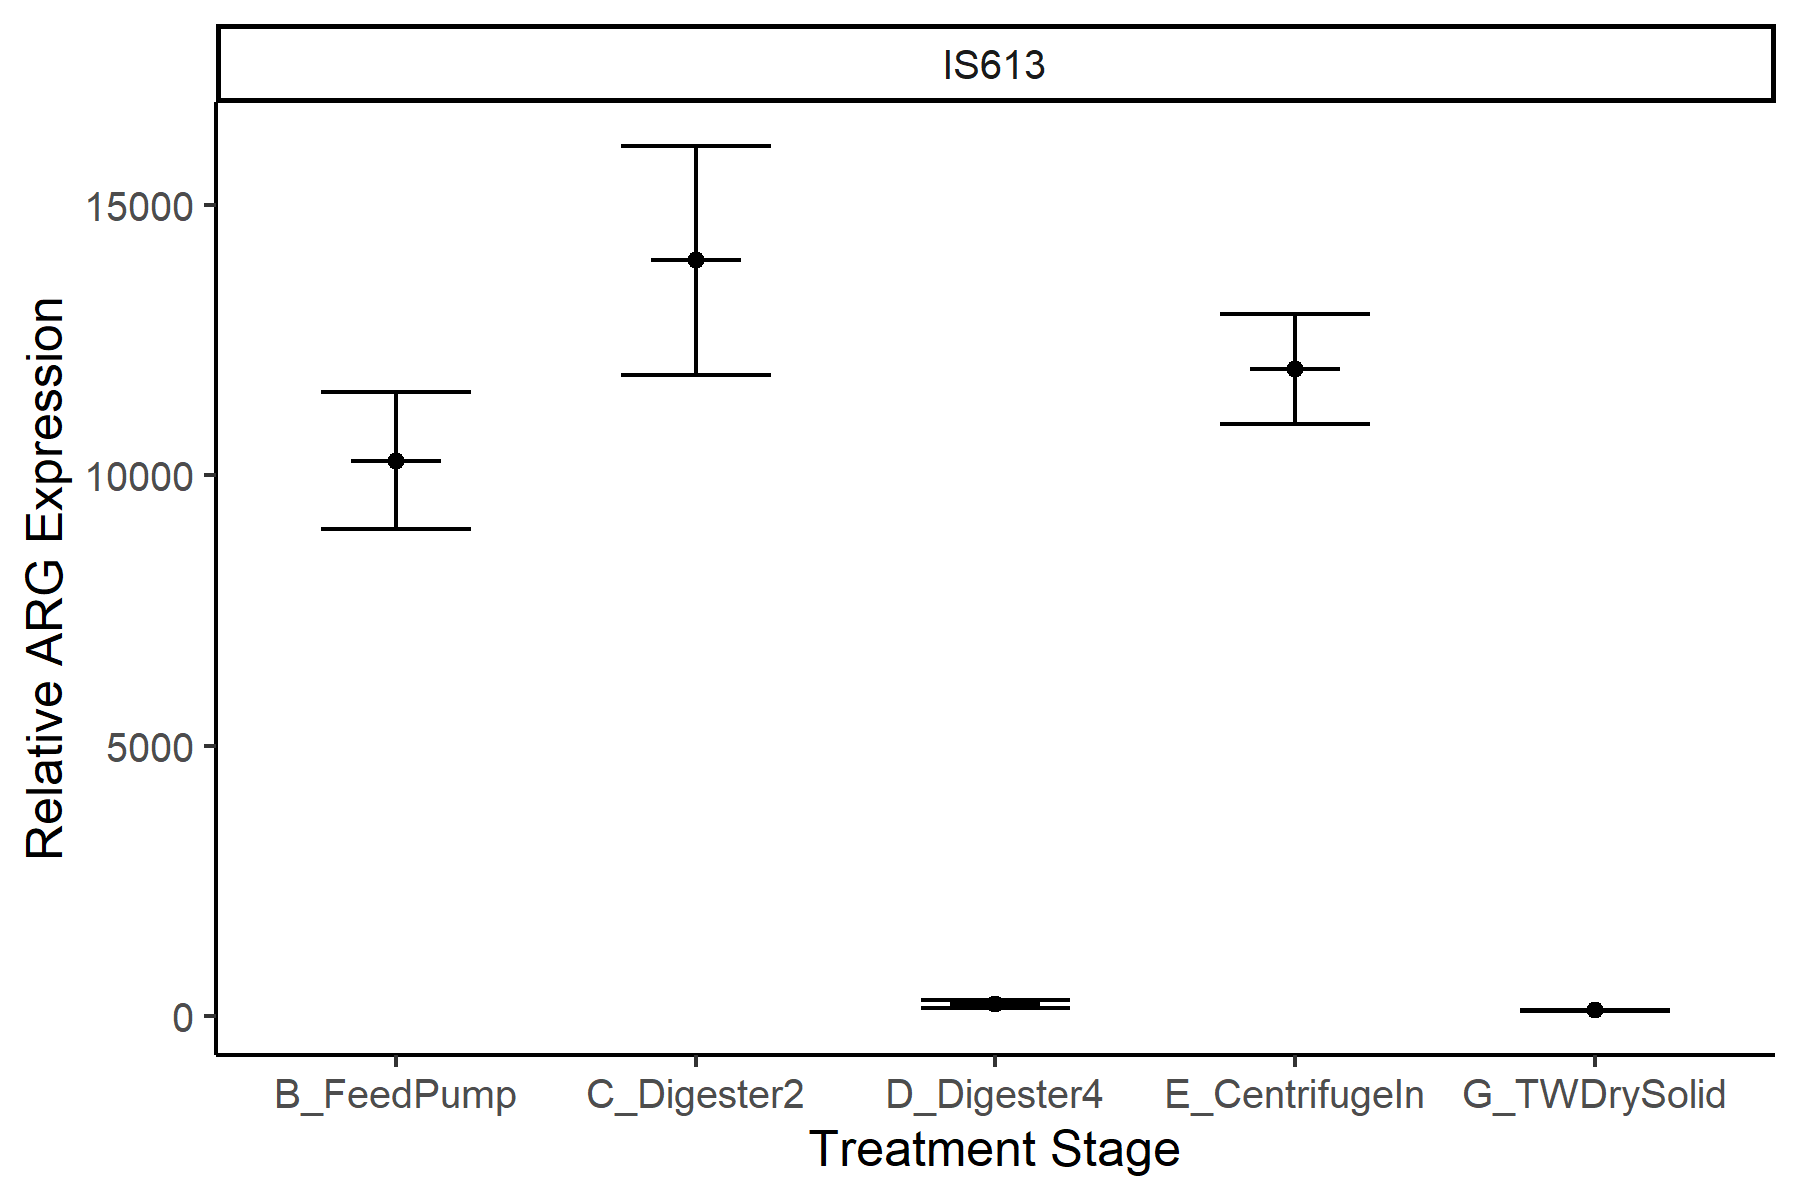 IS613
Relative ARG Expression
15000
10000
5000
0
B_FeedPump
C_Digester2
D_Digester4
E_CentrifugeIn
G_TWDrySolid
Treatment Stage